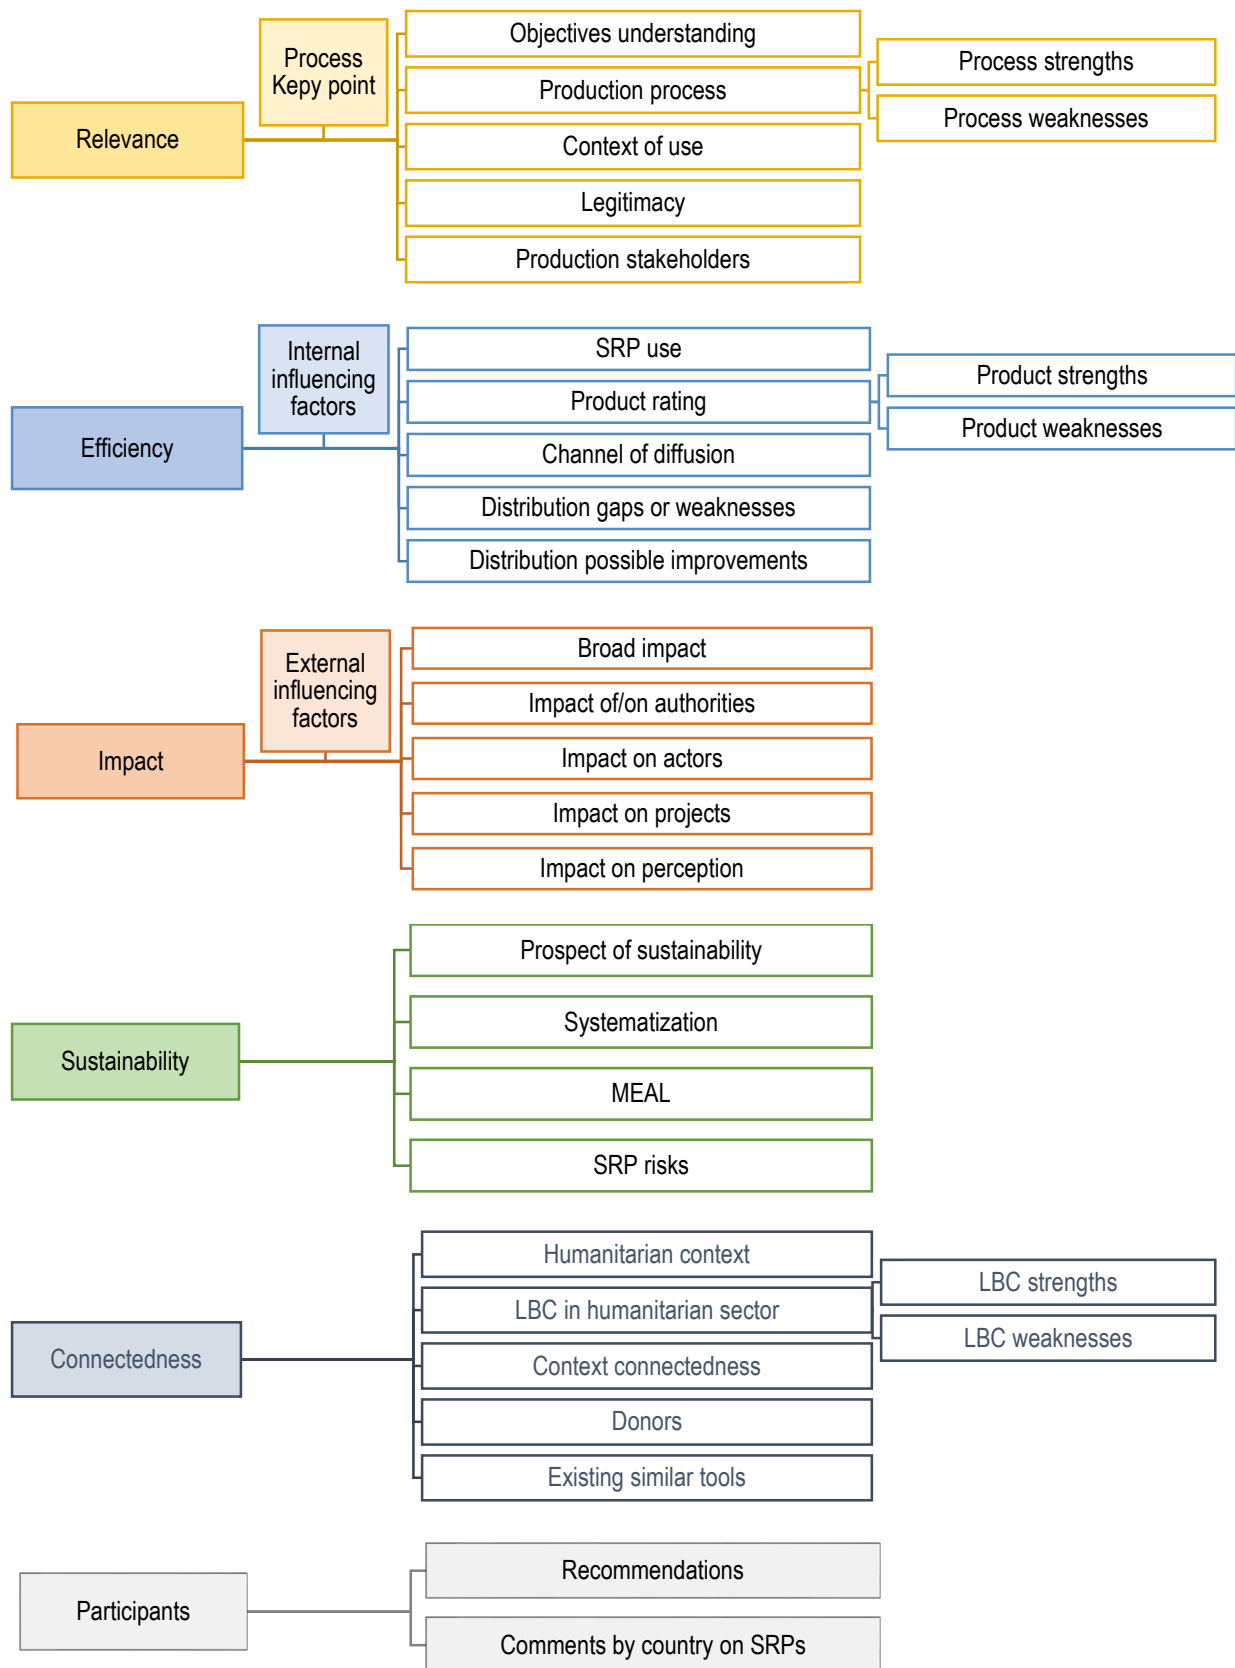 Relevance
Process
Kepy point
Objectives understanding
Production process
Process strengths
Process weaknesses
Context of use
Legitimacy
Production stakeholders
Efficiency
Internal
influencing
factors
SRP use
Product rating
Product strengths
Product weaknesses
Channel of diffusion
Distribution gaps or weaknesses
Distribution possible improvements
Impact
External
influencing
factors
Broad impact
Impact of/on authorities
Impact on actors
Impact on projects
Impact on perception
Sustainability
Prospect of sustainability
Systematization
MEAL
SRP risks
Connectedness
Humanitarian context
LBC in humanitarian sector
LBC strengths
LBC weaknesses
Context connectedness
Donors
Existing similar tools
Participants
Recommendations
Comments by country on SRPs